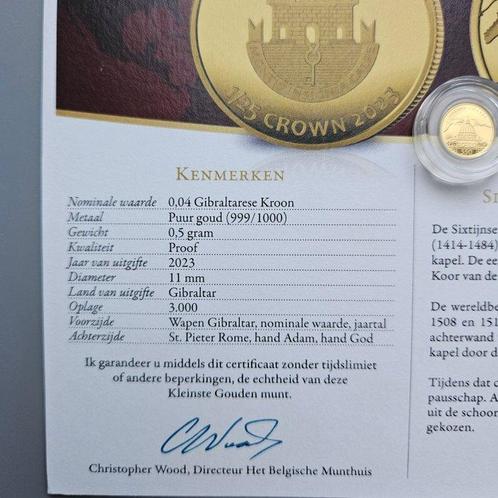 1/25 CROWN 2023
KENMERKEN
Nominale waarde 0,04 Gibraltarese Kroon
Metaal Puur goud (999/1000)
Gewicht 0,5 gram
Kwaliteit Proof
Jaar van uitgifte 2023
Diameter 11 mm
Land van uitgifte Gibraltar
Oplage 3.000
Voorzijde Wapen Gibraltar, nominale waarde, jaartal
Achterzijde St. Pieter Rome, hand Adam, hand God
Ik garandeer u middels dit certificaat zonder tijdslimiet
of andere beperkingen, de echtheid van deze
Kleinste Gouden munt.
Christopher Wood, Directeur Het Belgische Munthuis
De Sixtijnse
(1414-1484)
kapel. De ee
Koor van de
De wereldbe
1508 en 151
achterwand
kapel door d
Tijdens dat c
pausschap. A
uit de schoor
gekozen.